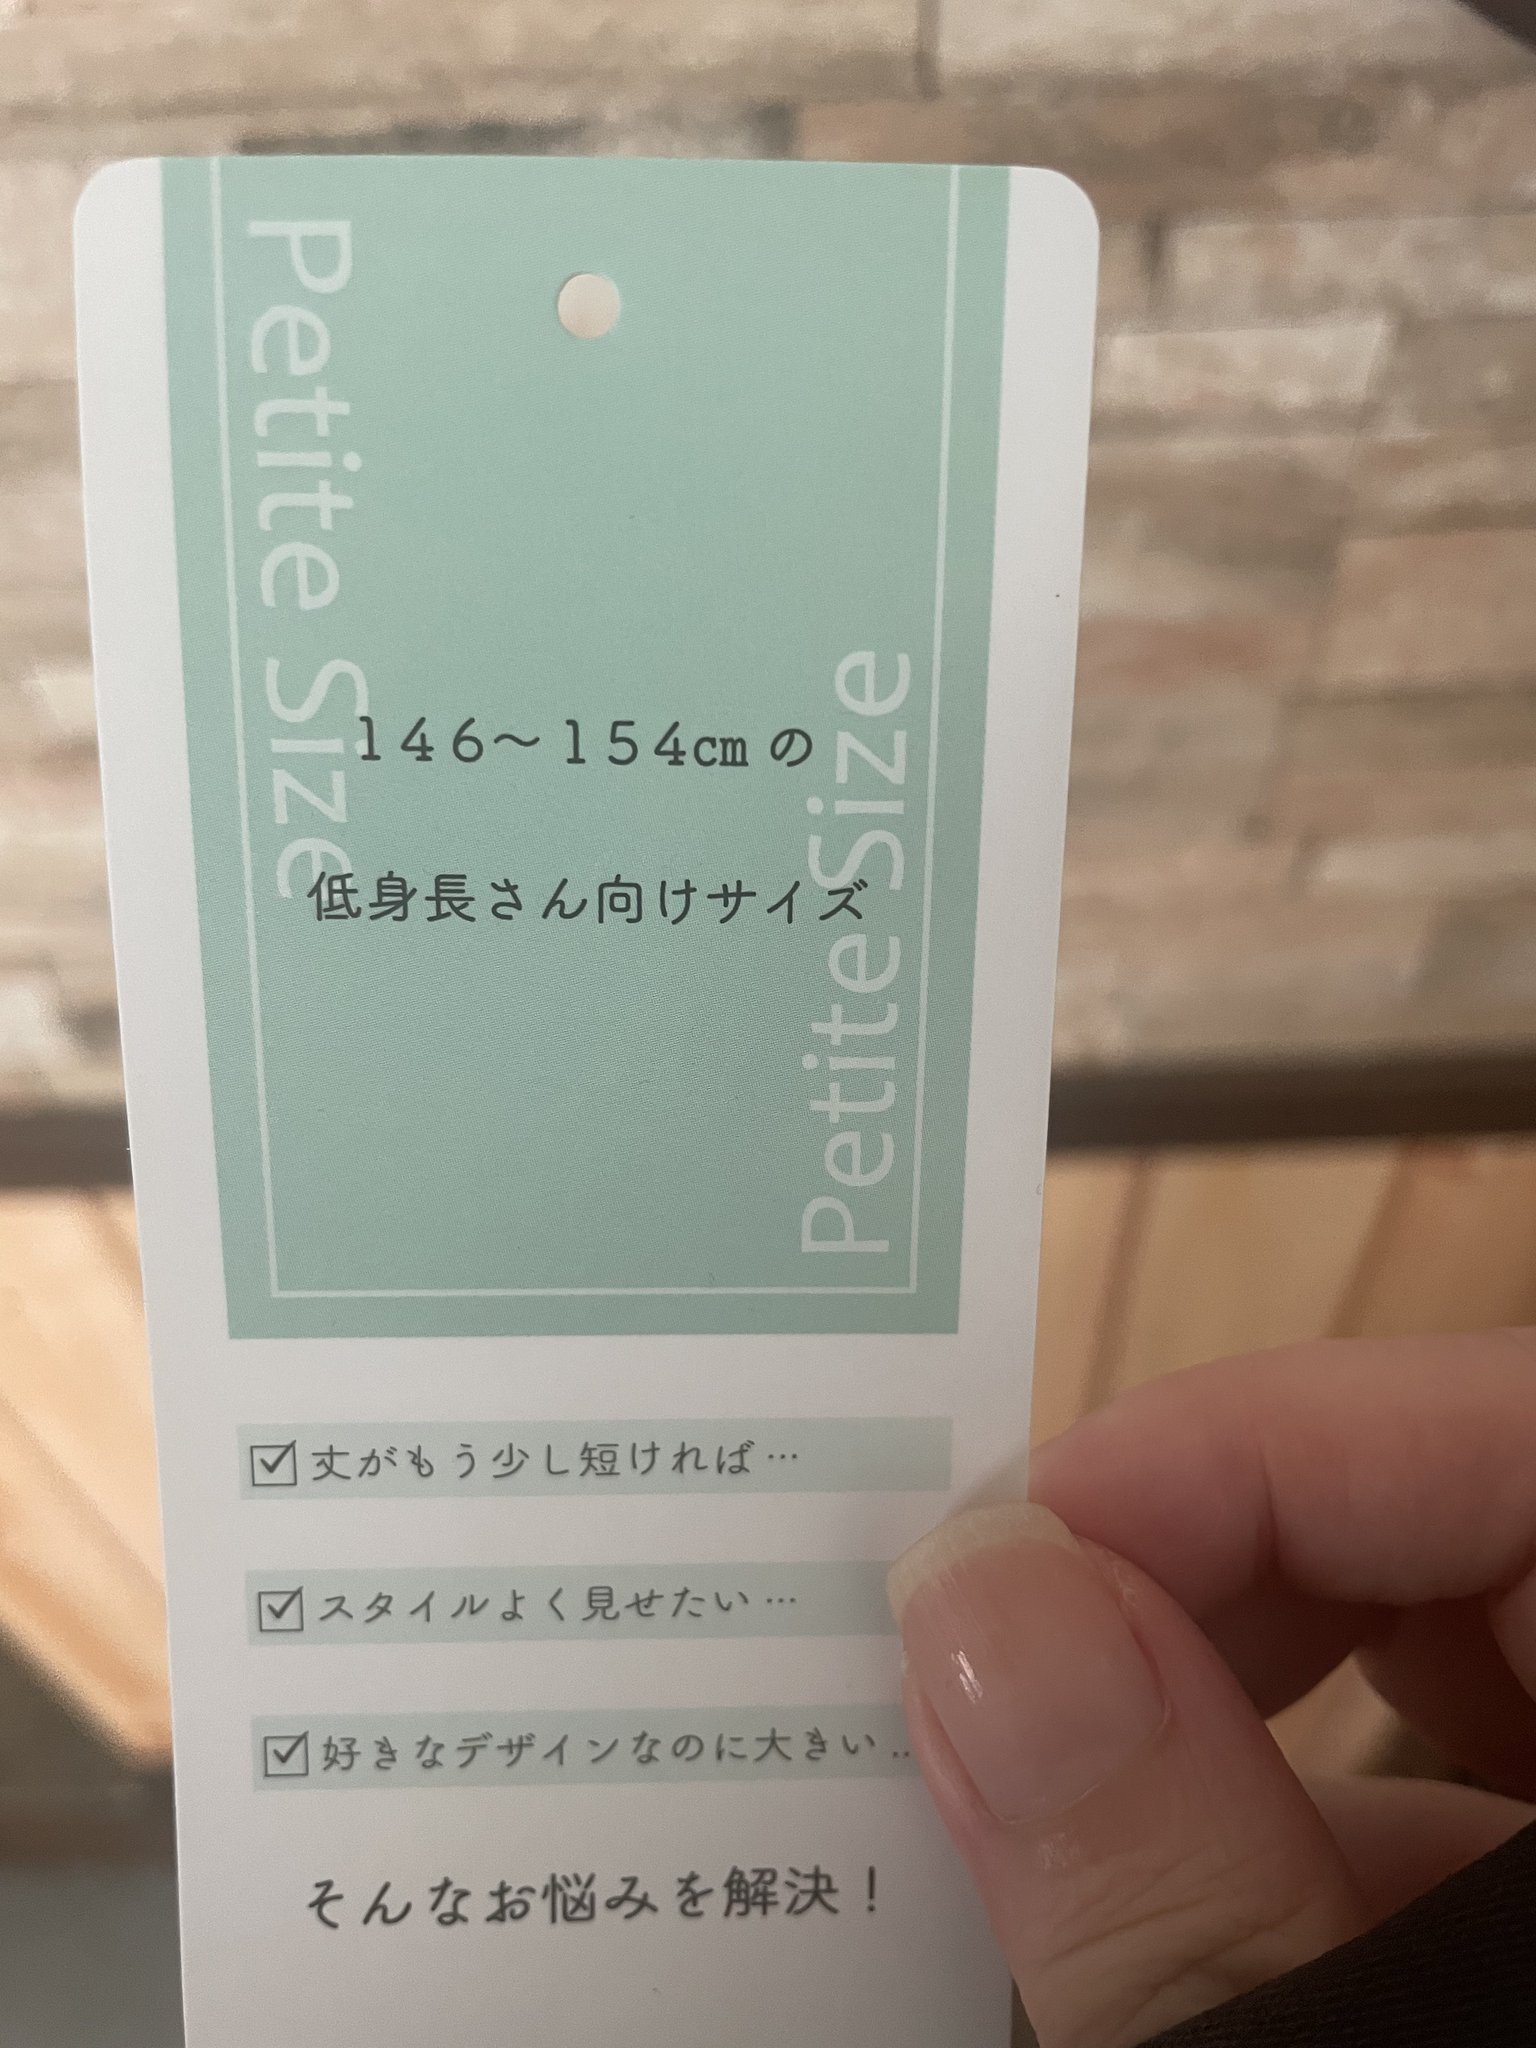 Petite Size
Petite Size
146～154㎝の
低身長さん向けサイズ
☑丈がもう少し短ければ…
☑スタイルよく見せたい…
☑好きなデザインなのに大きい…
そんなお悩みを解決！